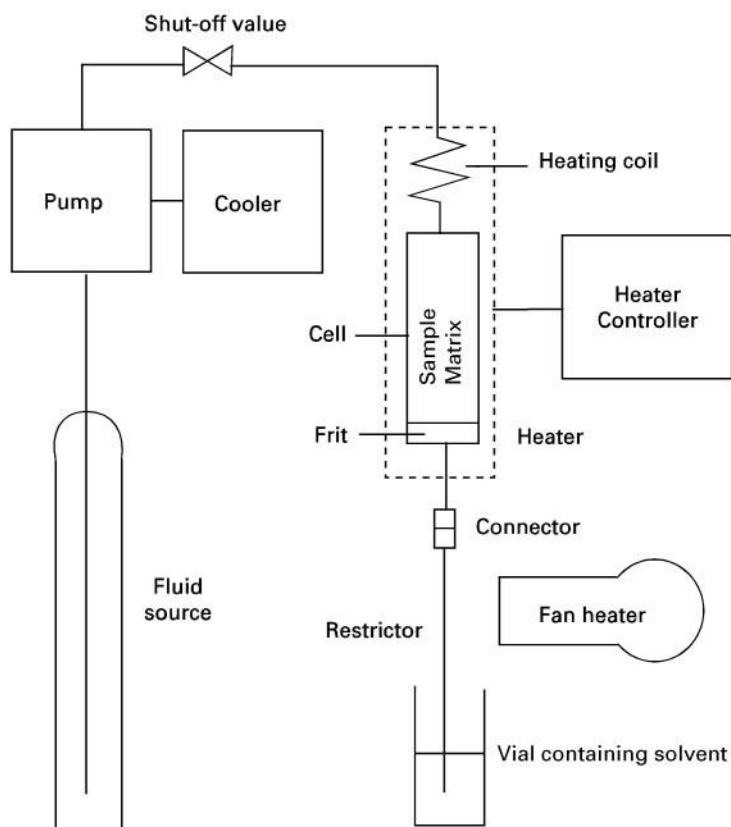 Shut-off value
Heating coil
Pump
Cooler
Heater
Controller
Cell
Sample
Matrix
Frit
Heater
Connector
Fluid
source
Fan heater
Restrictor
Vial containing solvent